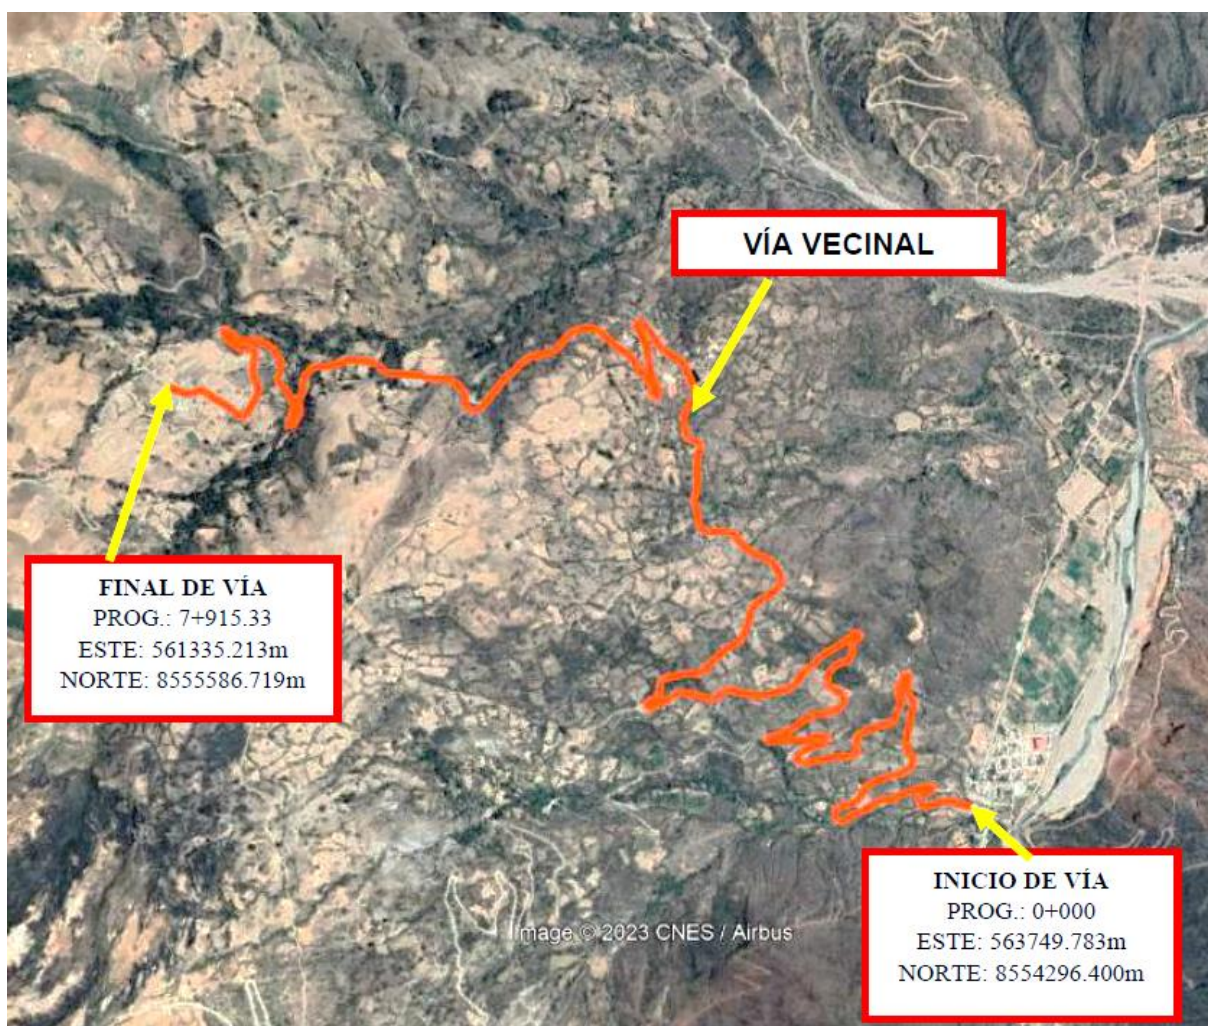 VÍA VECINAL
FINAL DE VÍA
PROG.: 7+915.33
ESTE: 561335.213m
NORTE: 8555586.719m
INICIO DE VÍA
PROG.: 0+000
ESTE: 563749.783m
NORTE: 8554296.400m
Image © 2023 CNES / Airbus